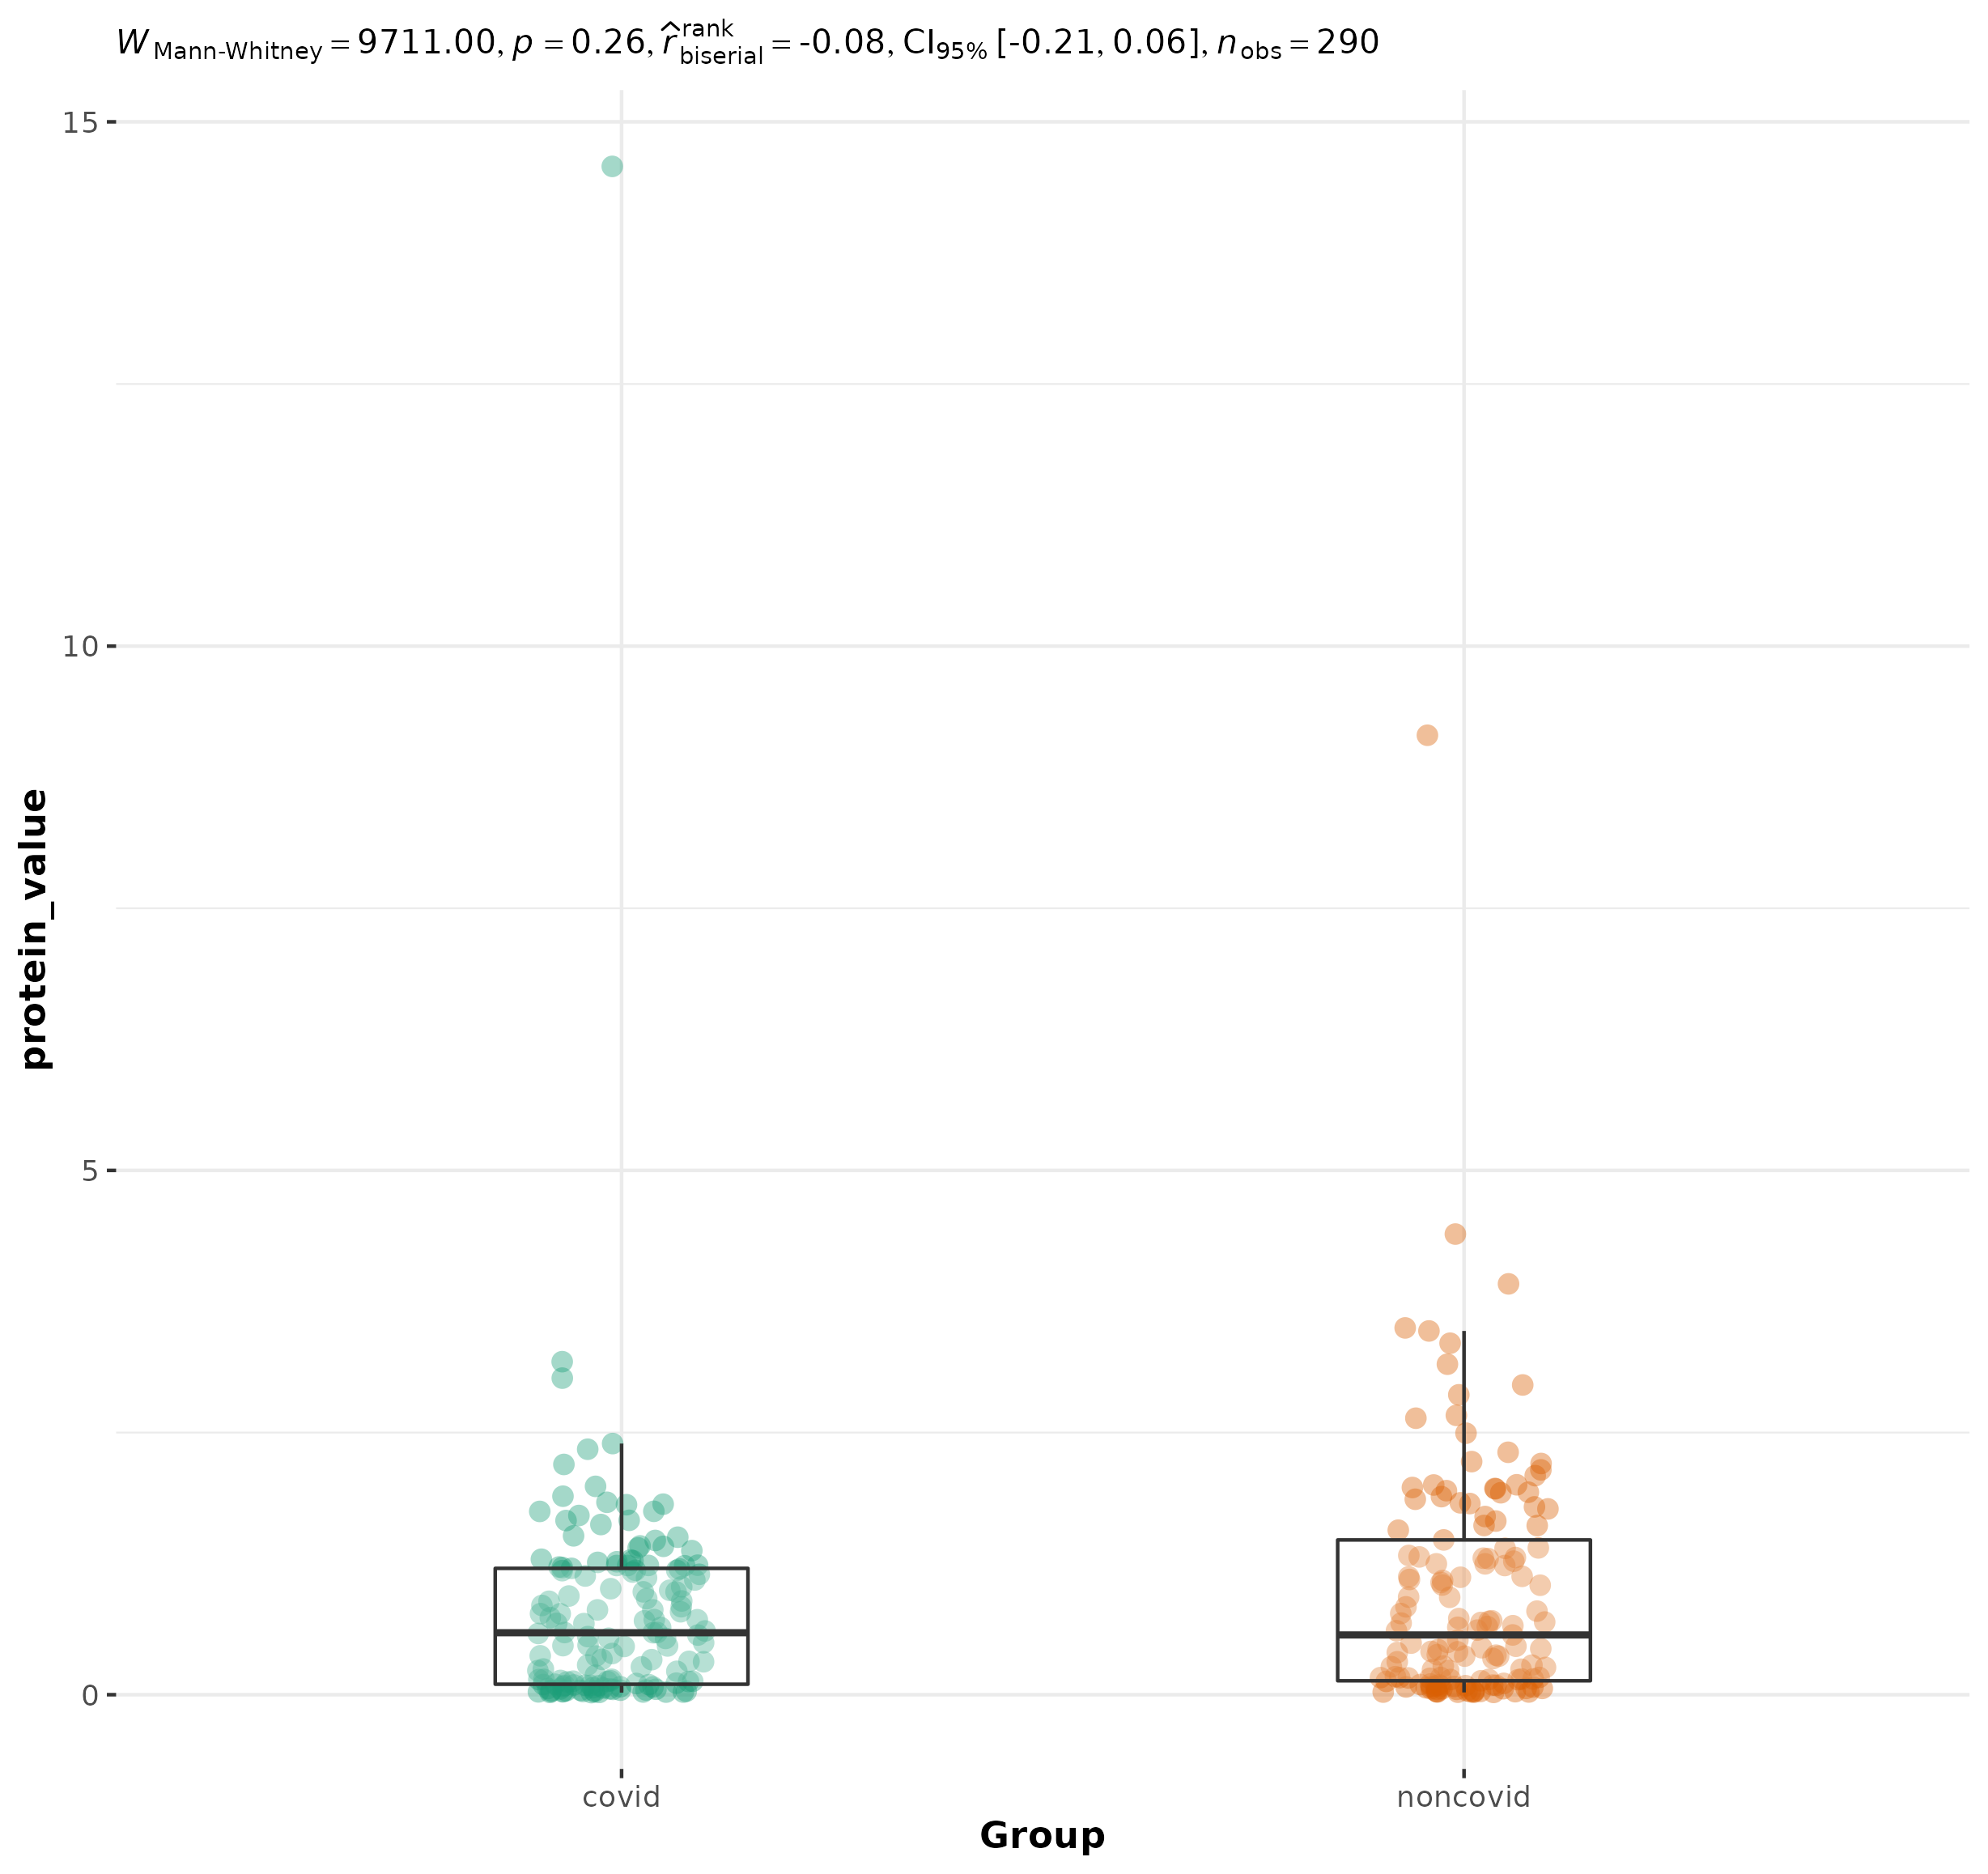 W Mann-Whitney = 9711.00, p = 0.26, r̂ rank biserial = -0.08, CI95% [-0.21, 0.06], n obs = 290
15
10
5
0
protein_value
covid noncovid
Group